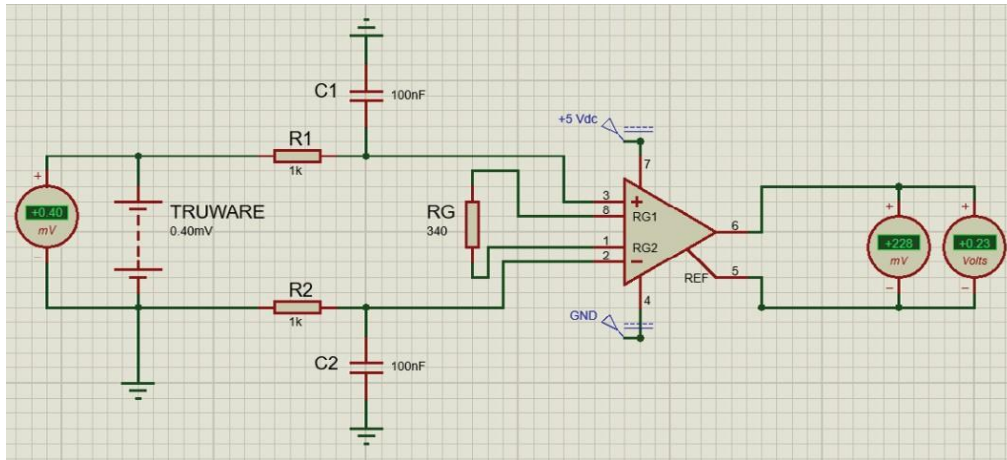 C1
100nF
+5 Vdc
R1
1k
7
+0.40
mV
TRUWARE
0.40mV
RG
340
3
8
1
2
+
RG1
RG2
−
6
REF
5
4
GND
+
+228
mV
−
+
+0.23
Volts
−
R2
1k
C2
100nF